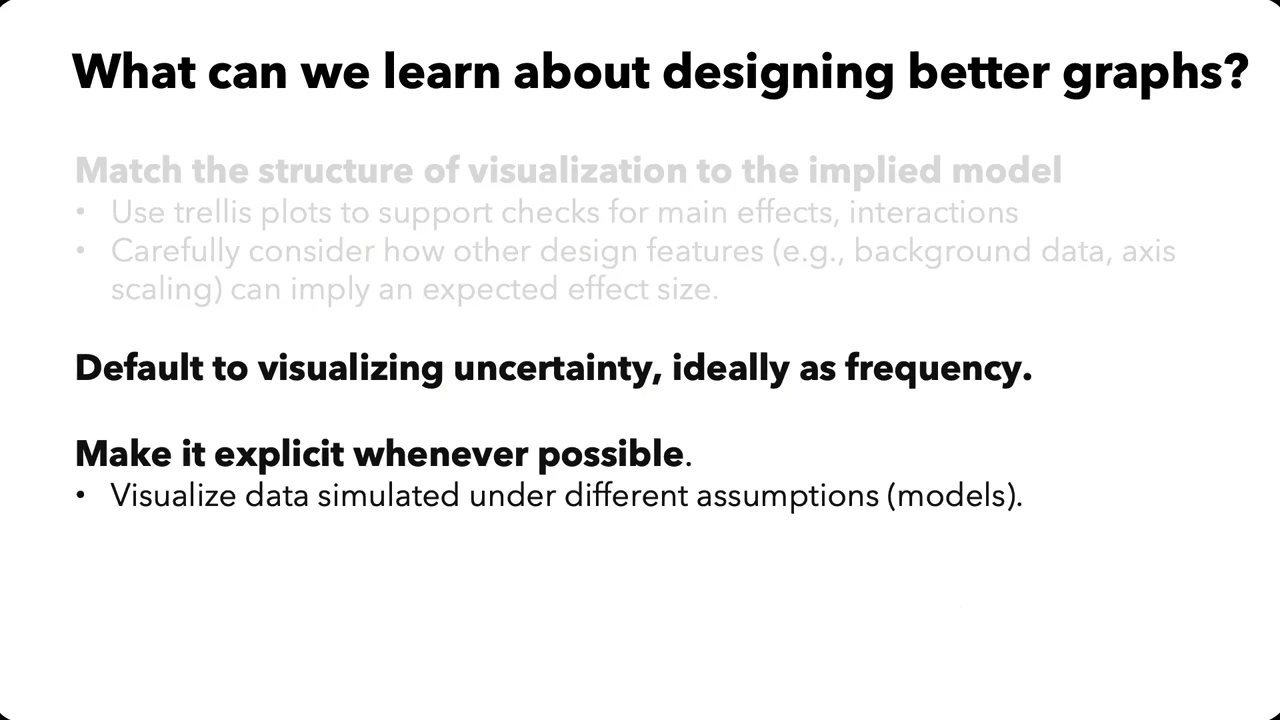 What can we learn about designing better graphs?
Match the structure of visualization to the implied model
• Use trellis plots to support checks for main effects, interactions
• Carefully consider how other design features (e.g., background data, axis
scaling) can imply an expected effect size.
Default to visualizing uncertainty, ideally as frequency.
Make it explicit whenever possible.
• Visualize data simulated under different assumptions (models).